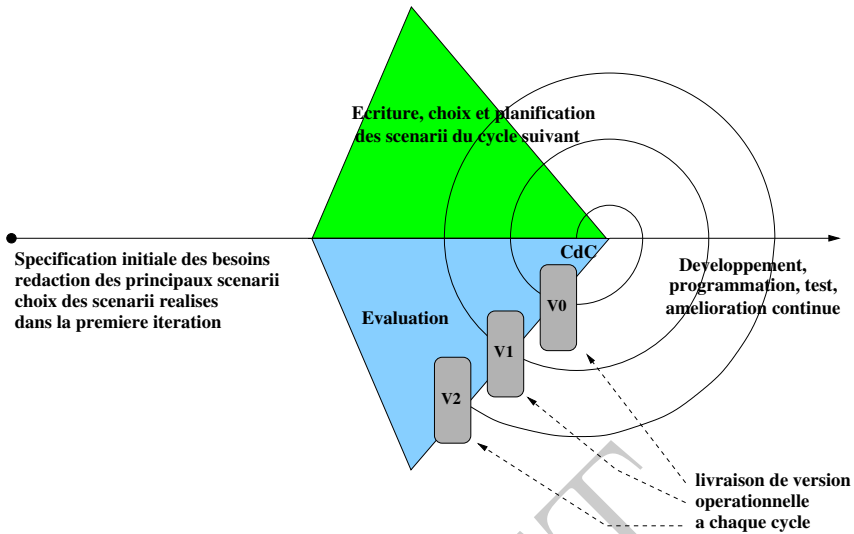 Ecriture, choix et planification
des scenarii du cycle suivant
CdC
Specification initiale des besoins
redaction des principaux scenarii
choix des scenarii realises
dans la premiere iteration
Developpement,
programmation, test,
amelioration continue
Evaluation
V0
V1
V2
livraison de version
operationnelle
a chaque cycle